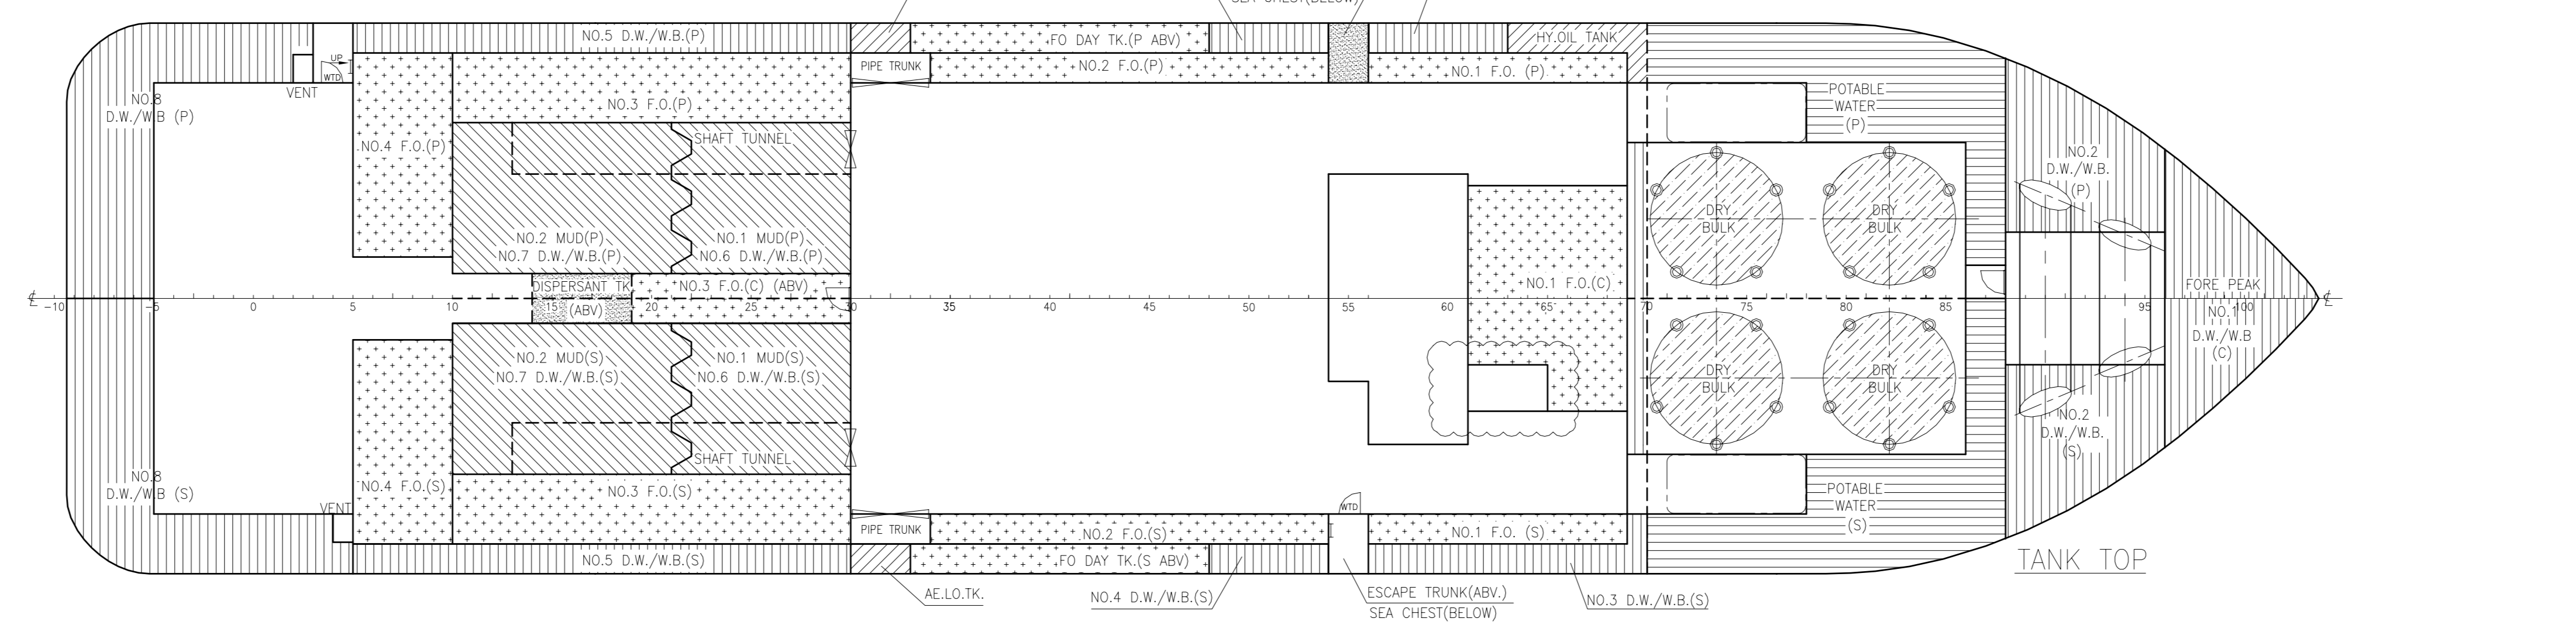 SEA CHEST(BELOW)
NO.5 D.W./W.B.(P)
FO DAY TK.(P ABV)
HY.OIL TANK
UP
WTD
VENT
PIPE TRUNK
NO.2 F.O.(P)
NO.1 F.O. (P)
NO.8
D.W./W.B (P)
NO.3 F.O.(P)
POTABLE
WATER
(P)
NO.4 F.O.(P)
SHAFT TUNNEL
NO.2
D.W./W.B.
(P)
DRY
BULK
DRY
BULK
NO.2 MUD(P)
NO.7 D.W./W.B.(P)
NO.1 MUD(P)
NO.6 D.W./W.B.(P)
DISPERSANT TK
(ABV)
NO.3 F.O.(C) (ABV)
NO.1 F.O.(C)
FORE PEAK
NO.1
D.W./W.B
(C)
℄ -10 -5 0 5 10 15 20 25 30 35 40 45 50 55 60 65 70 75 80 85 95 100 ℄
NO.2 MUD(S)
NO.7 D.W./W.B.(S)
NO.1 MUD(S)
NO.6 D.W./W.B.(S)
DRY
BULK
DRY
BULK
NO.2
D.W./W.B.
(S)
SHAFT TUNNEL
NO.8
D.W./W.B (S)
NO.4 F.O.(S)
NO.3 F.O.(S)
POTABLE
WATER
(S)
VENT
WTD
PIPE TRUNK
NO.2 F.O.(S)
NO.1 F.O. (S)
NO.5 D.W./W.B.(S)
FO DAY TK.(S ABV)
TANK TOP
AE.LO.TK.
NO.4 D.W./W.B.(S)
ESCAPE TRUNK(ABV.)
SEA CHEST(BELOW)
NO.3 D.W./W.B.(S)